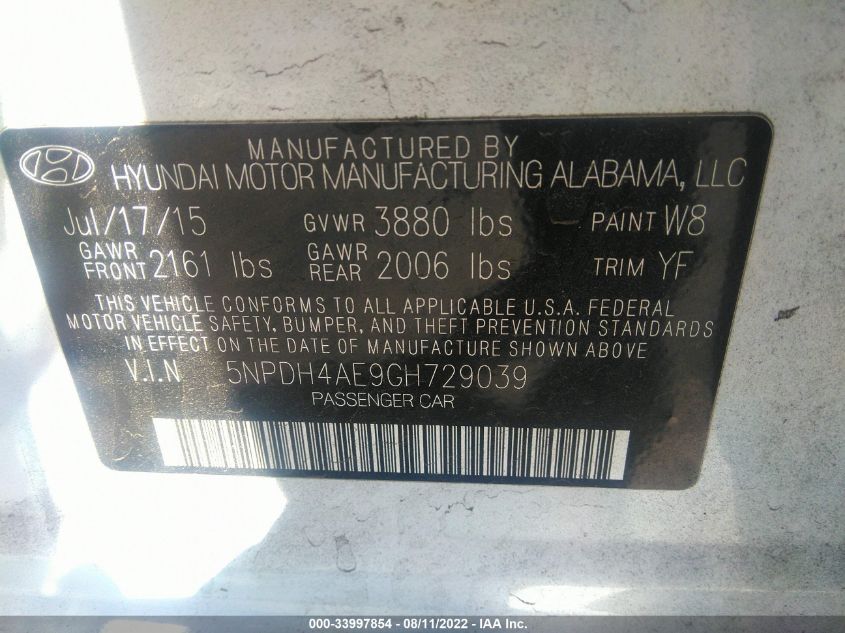 MANUFACTURED BY
HYUNDAI MOTOR MANUFACTURING ALABAMA, LLC
Jul/17/15 GVWR 3880 lbs PAINT W8
GAWR FRONT 2161 lbs GAWR REAR 2006 lbs TRIM YF
THIS VEHICLE CONFORMS TO ALL APPLICABLE U.S.A. FEDERAL
MOTOR VEHICLE SAFETY, BUMPER, AND THEFT PREVENTION STANDARDS
IN EFFECT ON THE DATE OF MANUFACTURE SHOWN ABOVE
V.I.N 5NPDH4AE9GH729039
PASSENGER CAR
000-33997854 - 08/11/2022 - IAA Inc.